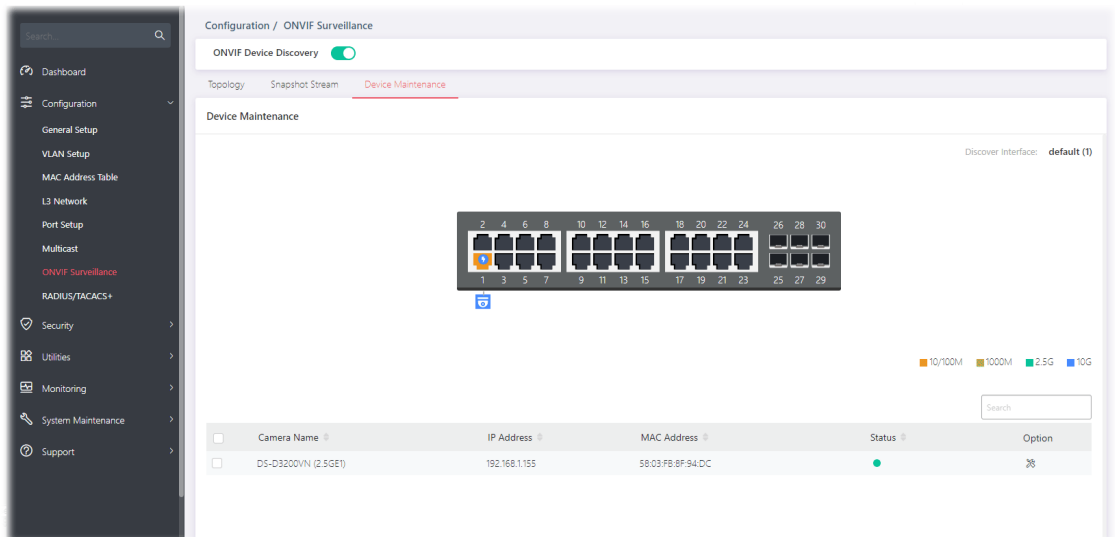 Search...
Dashboard
Configuration
General Setup
VLAN Setup
MAC Address Table
L3 Network
Port Setup
Multicast
ONVIF Surveillance
RADIUS/TACACS+
Security
Utilities
Monitoring
System Maintenance
Support
Configuration / ONVIF Surveillance
ONVIF Device Discovery
Topology Snapshot Stream Device Maintenance
Device Maintenance
Discover Interface: default (1)
2 4 6 8 10 12 14 16 18 20 22 24 26 28 30
1 3 5 7 9 11 13 15 17 19 21 23 25 27 29
10/100M 1000M 2.5G 10G
Search
Camera Name IP Address MAC Address Status Option
DS-D3200VN (2.5GE1) 192.168.1.155 58:03:FB:8F:94:DC